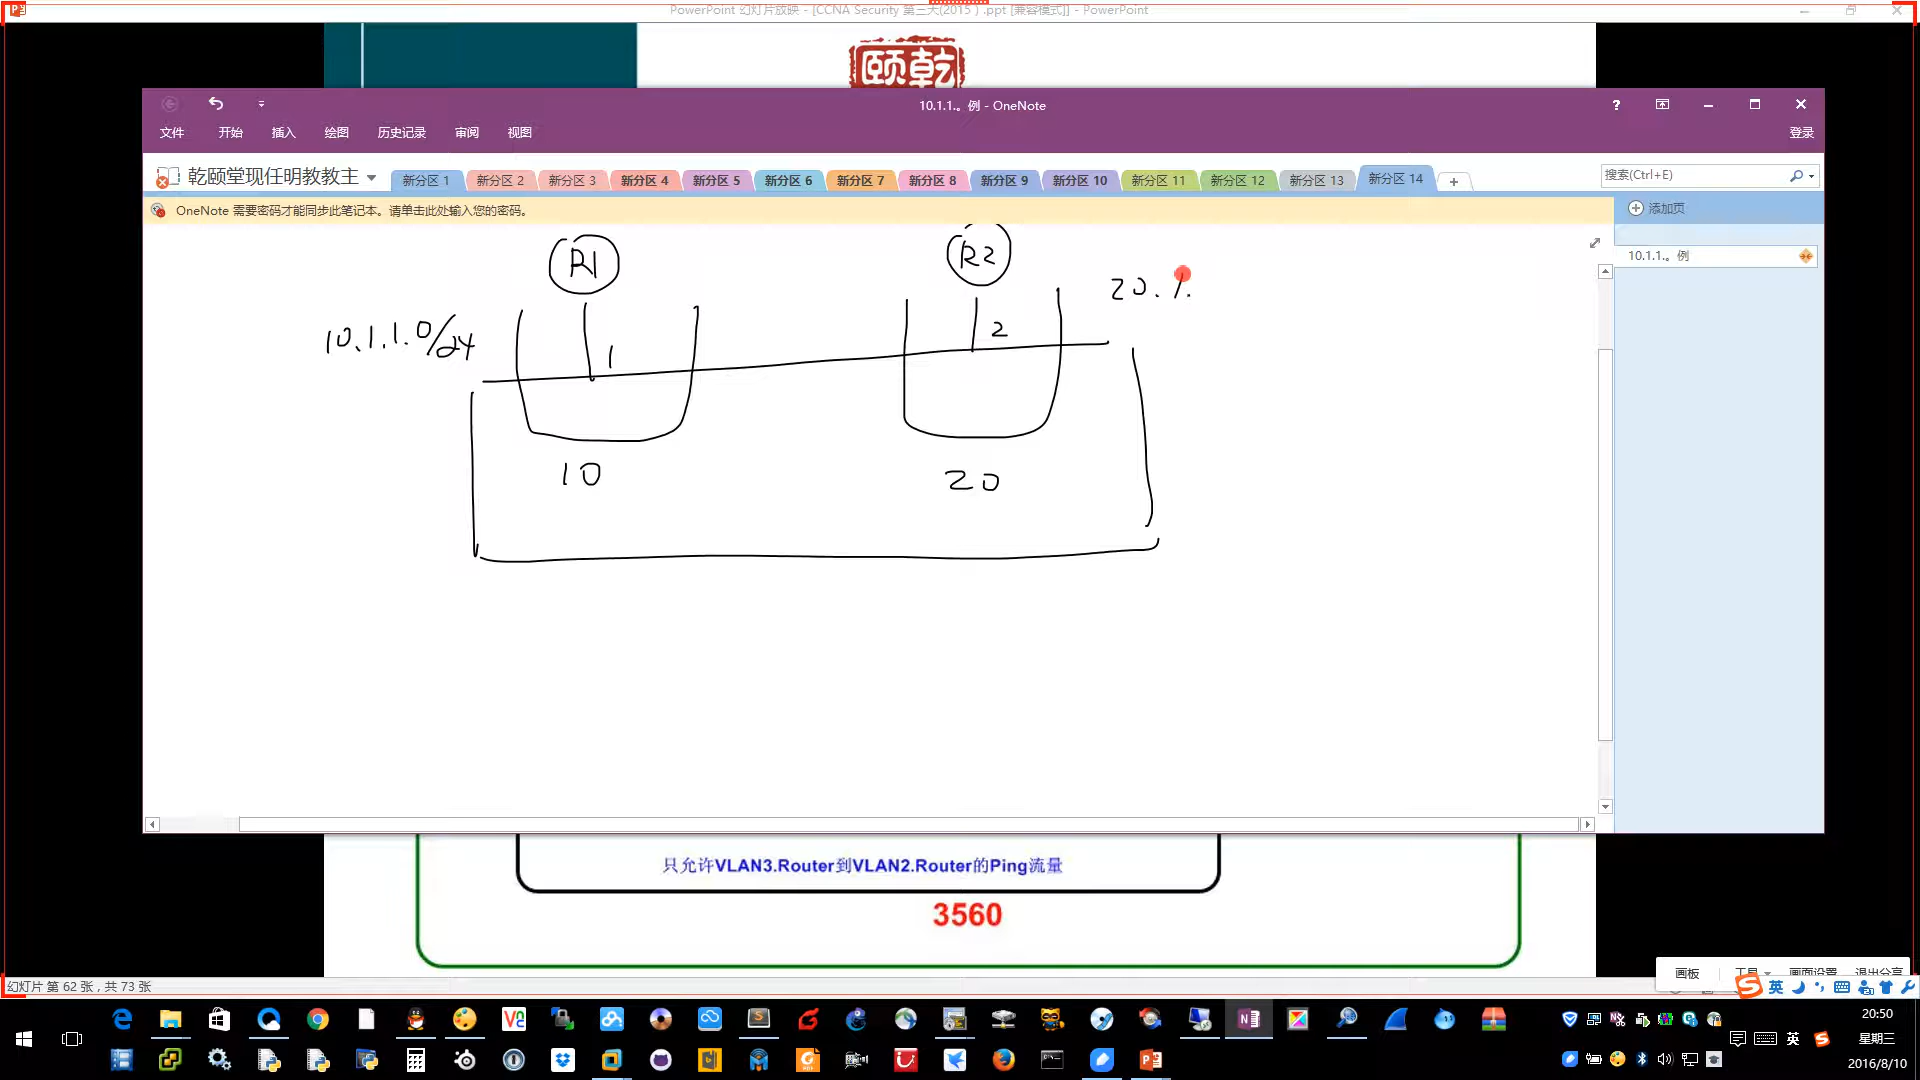 PowerPoint 幻灯片放映 - [CCNA Security 第三天(2015 ) .ppt [兼容模式]] - PowerPoint
颐乾
10.1.1.。例 - OneNote
文件 开始 插入 绘图 历史记录 审阅 视图
登录
乾颐堂现任明教教主
新分区 1 新分区 2 新分区 3 新分区 4 新分区 5 新分区 6 新分区 7 新分区 8 新分区 9 新分区 10 新分区 11 新分区 12 新分区 13 新分区 14
搜索(Ctrl+E)
OneNote 需要密码才能同步此笔记本。请单击此处输入您的密码。
添加页
10.1.1.。例
R1
R2
20.1.
10.1.1.0/24
1
2
10
20
只允许VLAN3.Router到VLAN2.Router的Ping流量
3560
画板
幻灯片 第 62 张，共 73 张
英
20:50
星期三
英
2016/8/10